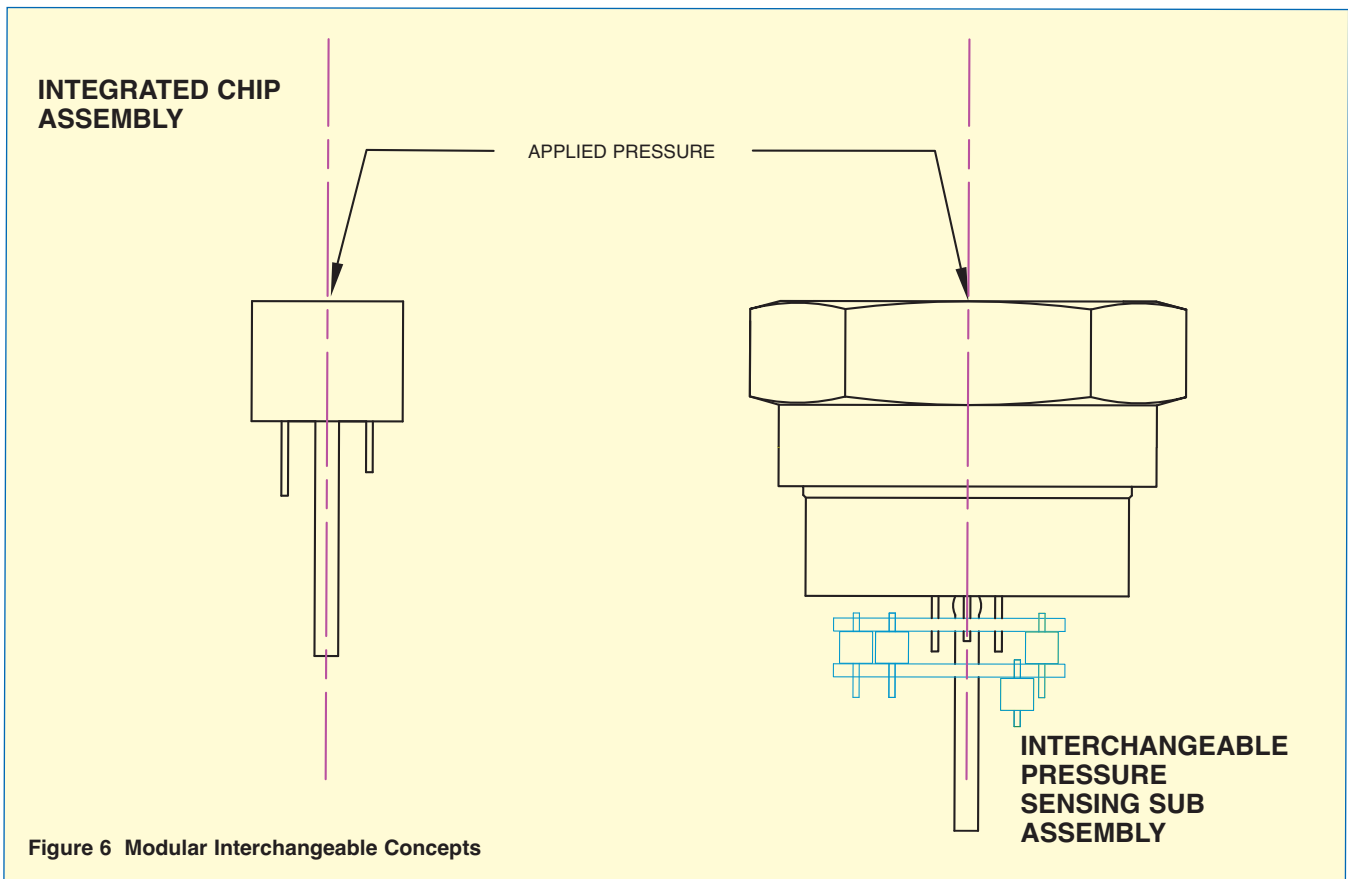 INTEGRATED CHIP
ASSEMBLY
APPLIED PRESSURE
INTERCHANGEABLE
PRESSURE
SENSING SUB
ASSEMBLY
Figure 6 Modular Interchangeable Concepts